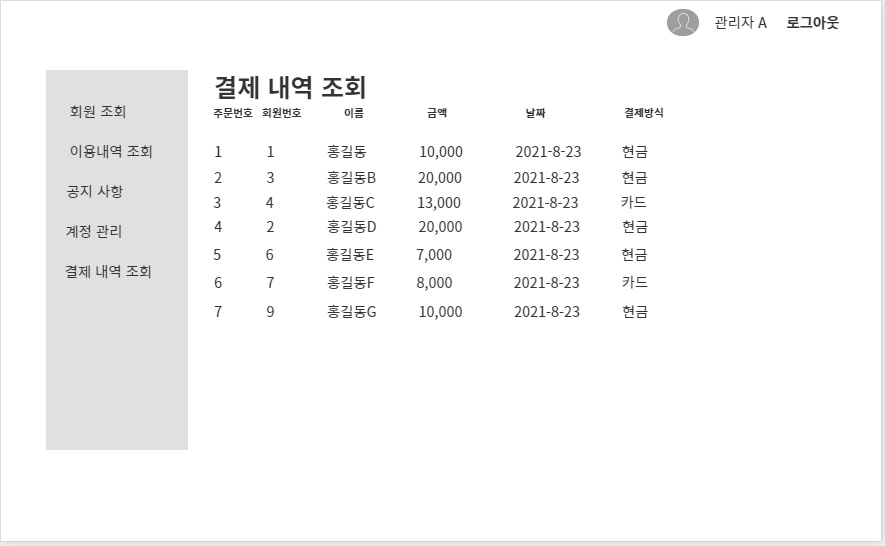 관리자 A 로그아웃
회원 조회
이용내역 조회
공지 사항
계정 관리
결제 내역 조회
결제 내역 조회
주문번호 회원번호 이름 금액 날짜 결제방식
1 1 홍길동 10,000 2021-8-23 현금
2 3 홍길동B 20,000 2021-8-23 현금
3 4 홍길동C 13,000 2021-8-23 카드
4 2 홍길동D 20,000 2021-8-23 현금
5 6 홍길동E 7,000 2021-8-23 현금
6 7 홍길동F 8,000 2021-8-23 카드
7 9 홍길동G 10,000 2021-8-23 현금